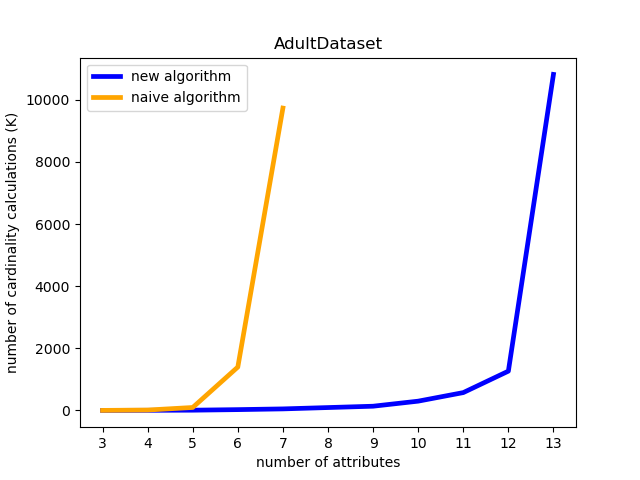 AdultDataset
new algorithm
naive algorithm
number of cardinality calculations (K)
10000
8000
6000
4000
2000
0
3 4 5 6 7 8 9 10 11 12 13
number of attributes